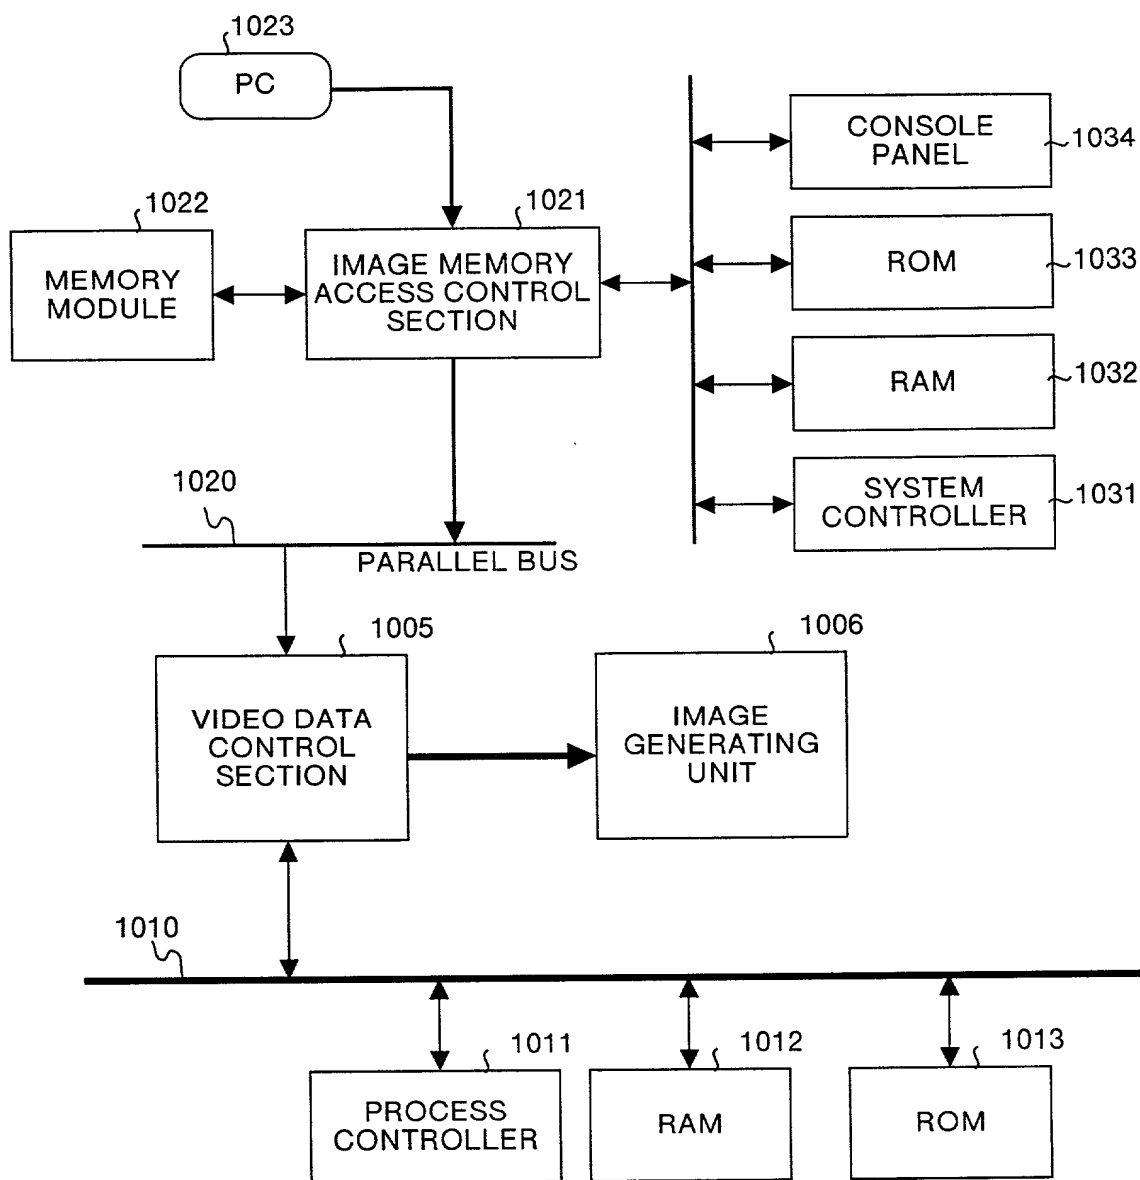 1023
PC
CONSOLE
PANEL
1034
1022
1021
MEMORY
MODULE
IMAGE MEMORY
ACCESS CONTROL
SECTION
ROM
1033
RAM
1032
1020
SYSTEM
CONTROLLER
1031
PARALLEL BUS
1005
1006
VIDEO DATA
CONTROL
SECTION
IMAGE
GENERATING
UNIT
1010
1011
1012
1013
PROCESS
CONTROLLER
RAM
ROM